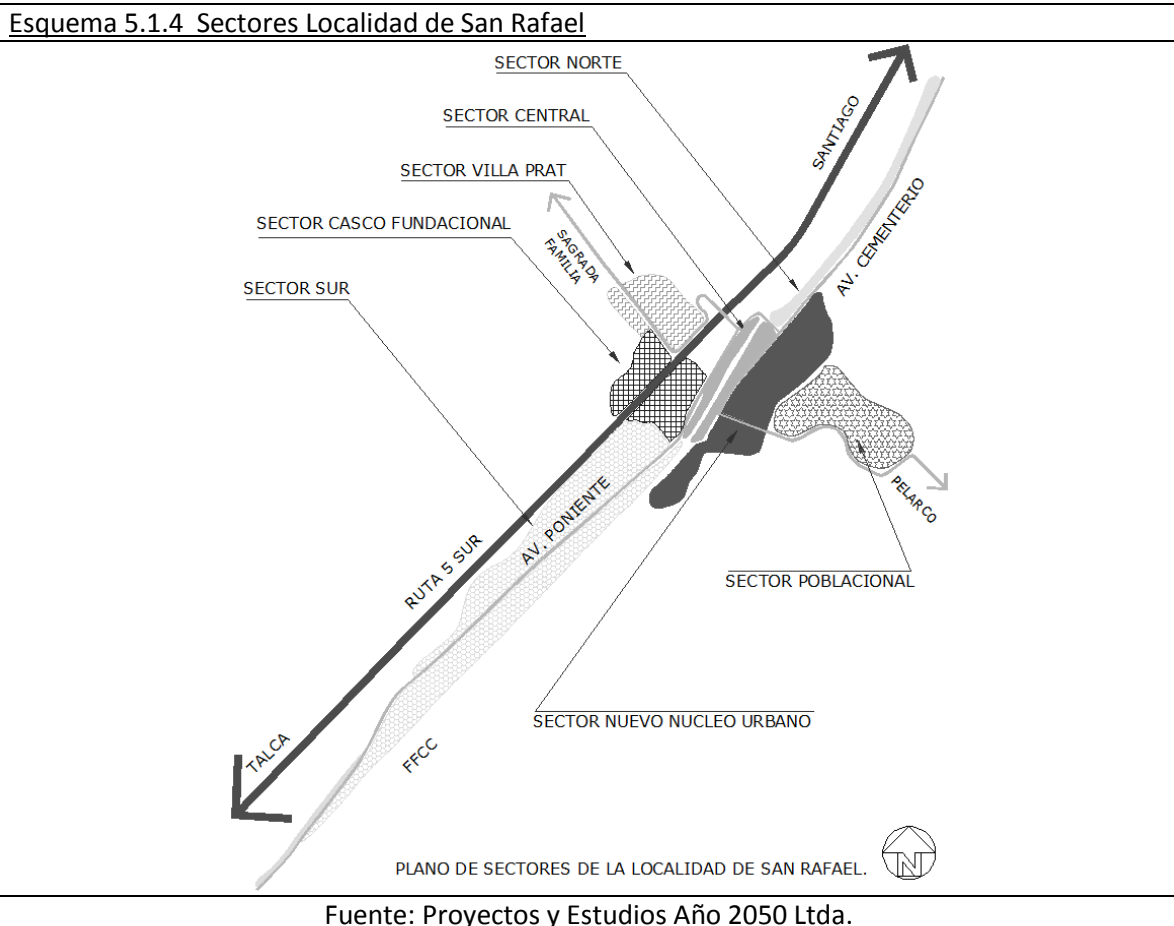 Esquema 5.1.4 Sectores Localidad de San Rafael
SECTOR NORTE
SECTOR CENTRAL
SECTOR VILLA PRAT
SECTOR CASCO FUNDACIONAL
SECTOR SUR
SANTIAGO
AV. CEMENTERIO
SAGRADA
FAMILIA
PELARCO
AV. PONIENTE
RUTA 5 SUR
SECTOR POBLACIONAL
SECTOR NUEVO NUCLEO URBANO
TALCA
FFCC
PLANO DE SECTORES DE LA LOCALIDAD DE SAN RAFAEL.
N
Fuente: Proyectos y Estudios Año 2050 Ltda.